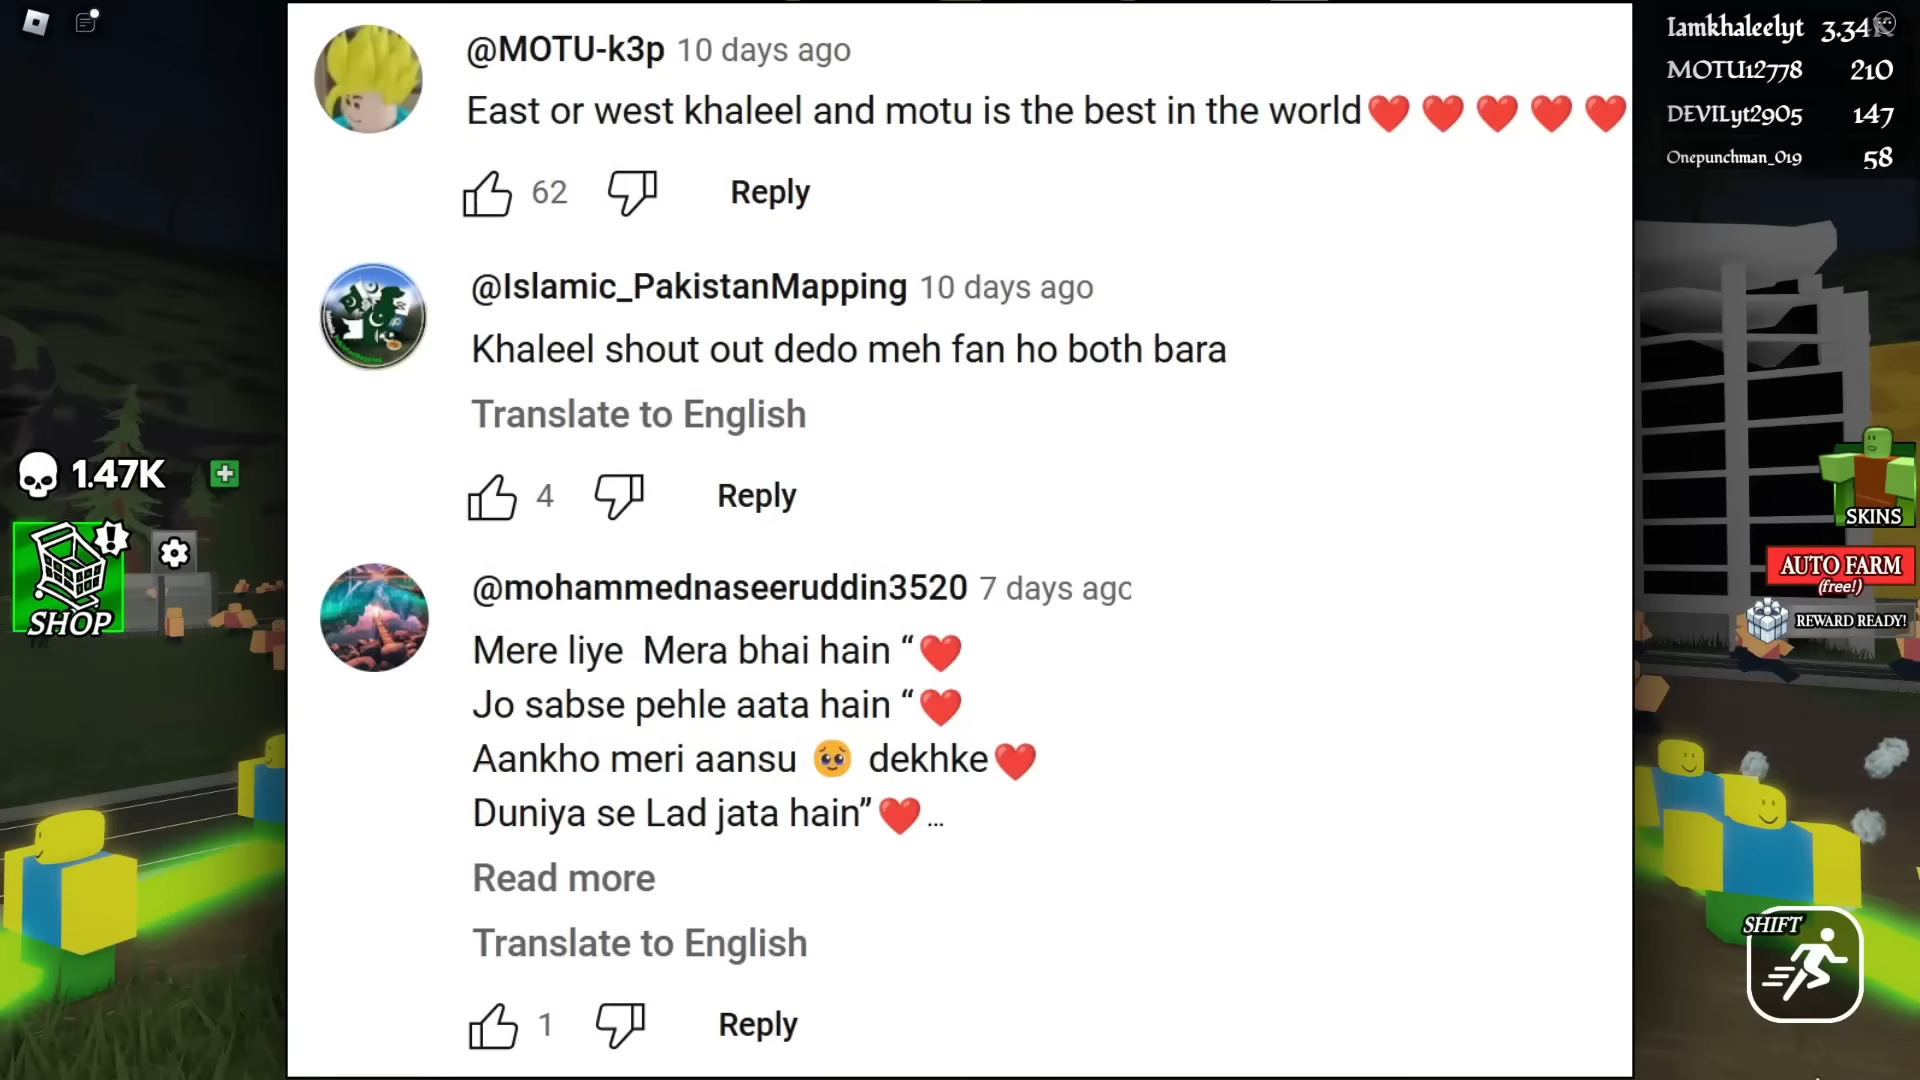 @MOTU-k3p 10 days ago
East or west khaleel and motu is the best in the world❤️❤️❤️❤️❤️
62 Reply
@Islamic_PakistanMapping 10 days ago
Khaleel shout out dedo meh fan ho both bara
Translate to English
4 Reply
@mohammednaseeruddin3520 7 days ago
Mere liye Mera bhai hain “❤️
Jo sabse pehle aata hain “❤️
Aankho meri aansu 🥹 dekhke❤️
Duniya se Lad jata hain”❤️...
Read more
Translate to English
1 Reply
Iamkhaleelyt 3.34K
MOTU12778 210
DEVILyt2905 147
Onepunchman_019 58
1.47K
SHOP
SKINS
AUTO FARM
(free!)
REWARD READY!
SHIFT